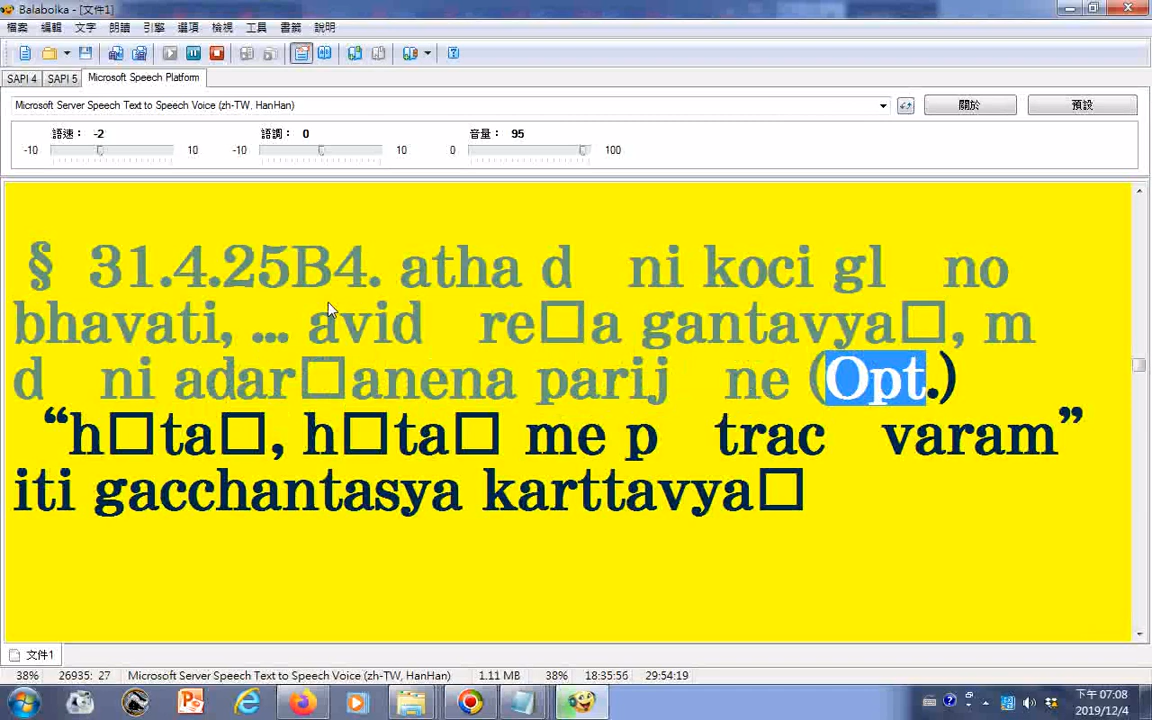 Balabolka - [文件1]
檔案 編輯 文字 朗讀 引擎 選項 檢視 工具 書籤 說明
SAPI 4 SAPI 5 Microsoft Speech Platform
Microsoft Server Speech Text to Speech Voice (zh-TW, HanHan) 關於 預設
語速： -2 語調： 0 音量： 95
-10 10 -10 10 0 100
§ 31.4.25B4. atha d ni koci gl no
bhavati, ... avid re□a gantavya□, m
d ni adar□anena parij ne (Opt.)
“h□ta□, h□ta□ me p trac varam”
iti gacchantasya karttavya□
文件1
38% 26935: 27 Microsoft Server Speech Text to Speech Voice (zh-TW, HanHan) 1.11 MB 38% 18:35:56 29:54:19
下午 07:08
2019/12/4